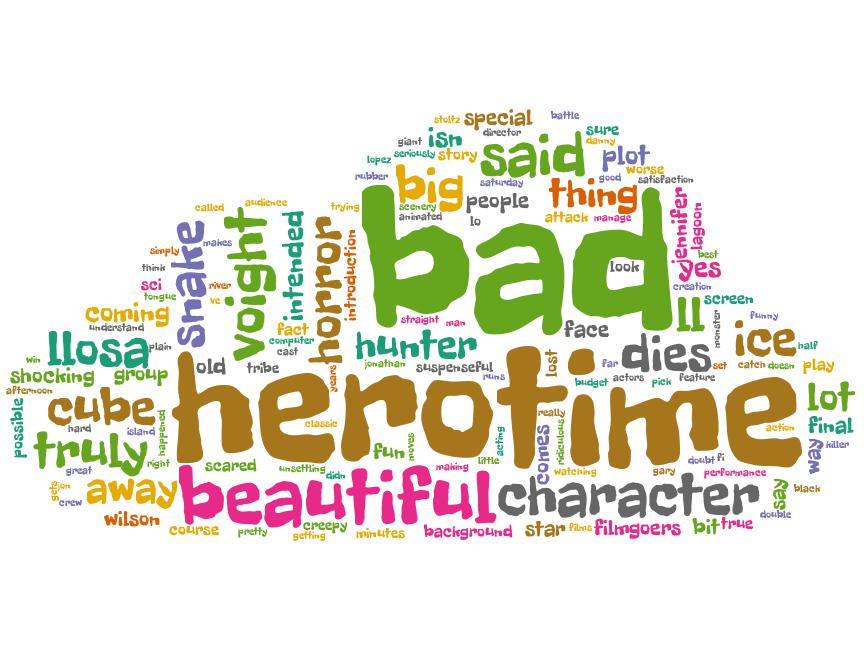 stoltz special battle
giant isn director sure
lopez seriously story said danny plot
rubber big saturday good worse
scenery people thing satisfaction
animated lo attack manage
called audience trying
snake makes voight intended horror introduction bad look jennifer lagoon
simply yes best
think
sci river creation
tongue ve screen
coming straight man ll funny
understand fact face monster
llosa plain computer hunter dies ice half
win cast jonathan suspenseful lost far set catch doesn play
shocking group old tribe years runs budget actors pick feature
afternoon cube herotime lot
possible hard island happened classic really action final
truly right fun moves acting comes ridiculous way killer
great scared unsettling didn making little watching gary doubt fi performance
gets jon away beautiful character say black
crew double
wilson course pretty creepy getting minutes background star films filmgoers bit true